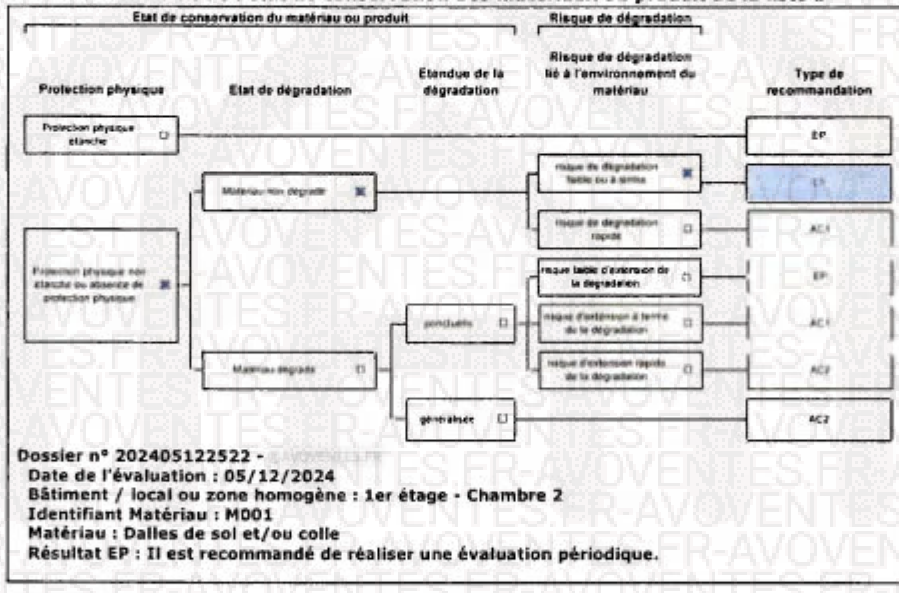 Etat de conservation du matériau ou produit
Risque de dégradation
Protection physique
Etat de dégradation
Etendue de la
dégradation
Risque de dégradation
lié à l'environnement du
matériau
Type de
recommandation
Protection physique
étanche
EP
Matériau non dégradé
risque de dégradation
faible ou à terme
risque de dégradation
rapide
AC1
Protection physique non
étanche ou absence de
protection physique
risque faible d'extension de
la dégradation
EP
ponctuelle
risque d'extension à terme
de la dégradation
AC1
Matériau dégradé
risque d'extension rapide
de la dégradation
AC2
généralisée
AC2
Dossier n° 202405122522 -
Date de l'évaluation : 05/12/2024
Bâtiment / local ou zone homogène : 1er étage - Chambre 2
Identifiant Matériau : M001
Matériau : Dalles de sol et/ou colle
Résultat EP : Il est recommandé de réaliser une évaluation périodique.